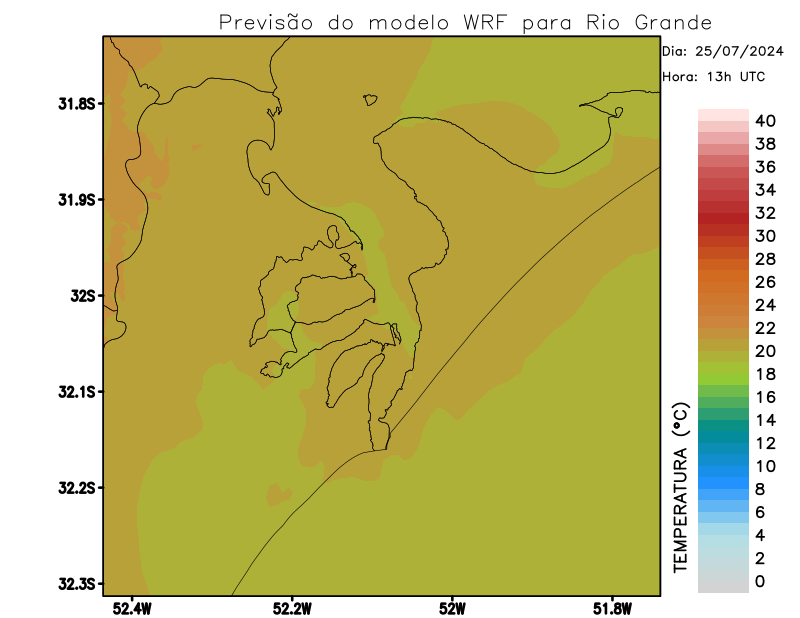 Previsão do modelo WRF para Rio Grande
Dia: 25/07/2024
Hora: 13h UTC
31.8S
31.9S
32S
32.1S
32.2S
32.3S
52.4W
52.2W
52W
51.8W
TEMPERATURA (°C)
40
38
36
34
32
30
28
26
24
22
20
18
16
14
12
10
8
6
4
2
0